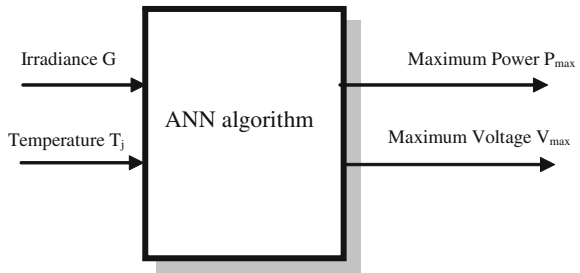 Irradiance G
Maximum Power Pmax
ANN algorithm
Temperature Tj
Maximum Voltage Vmax